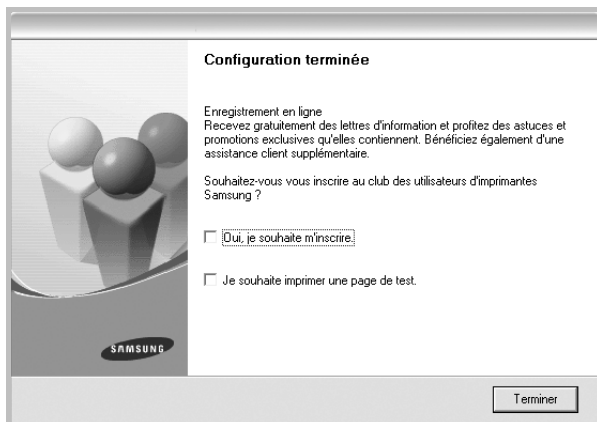 Configuration terminée
Enregistrement en ligne
Recevez gratuitement des lettres d'information et profitez des astuces et
promotions exclusives qu'elles contiennent. Bénéficiez également d'une
assistance client supplémentaire.
Souhaitez-vous vous inscrire au club des utilisateurs d'imprimantes
Samsung ?
Oui, je souhaite m'inscrire.
Je souhaite imprimer une page de test.
SAMSUNG
Terminer